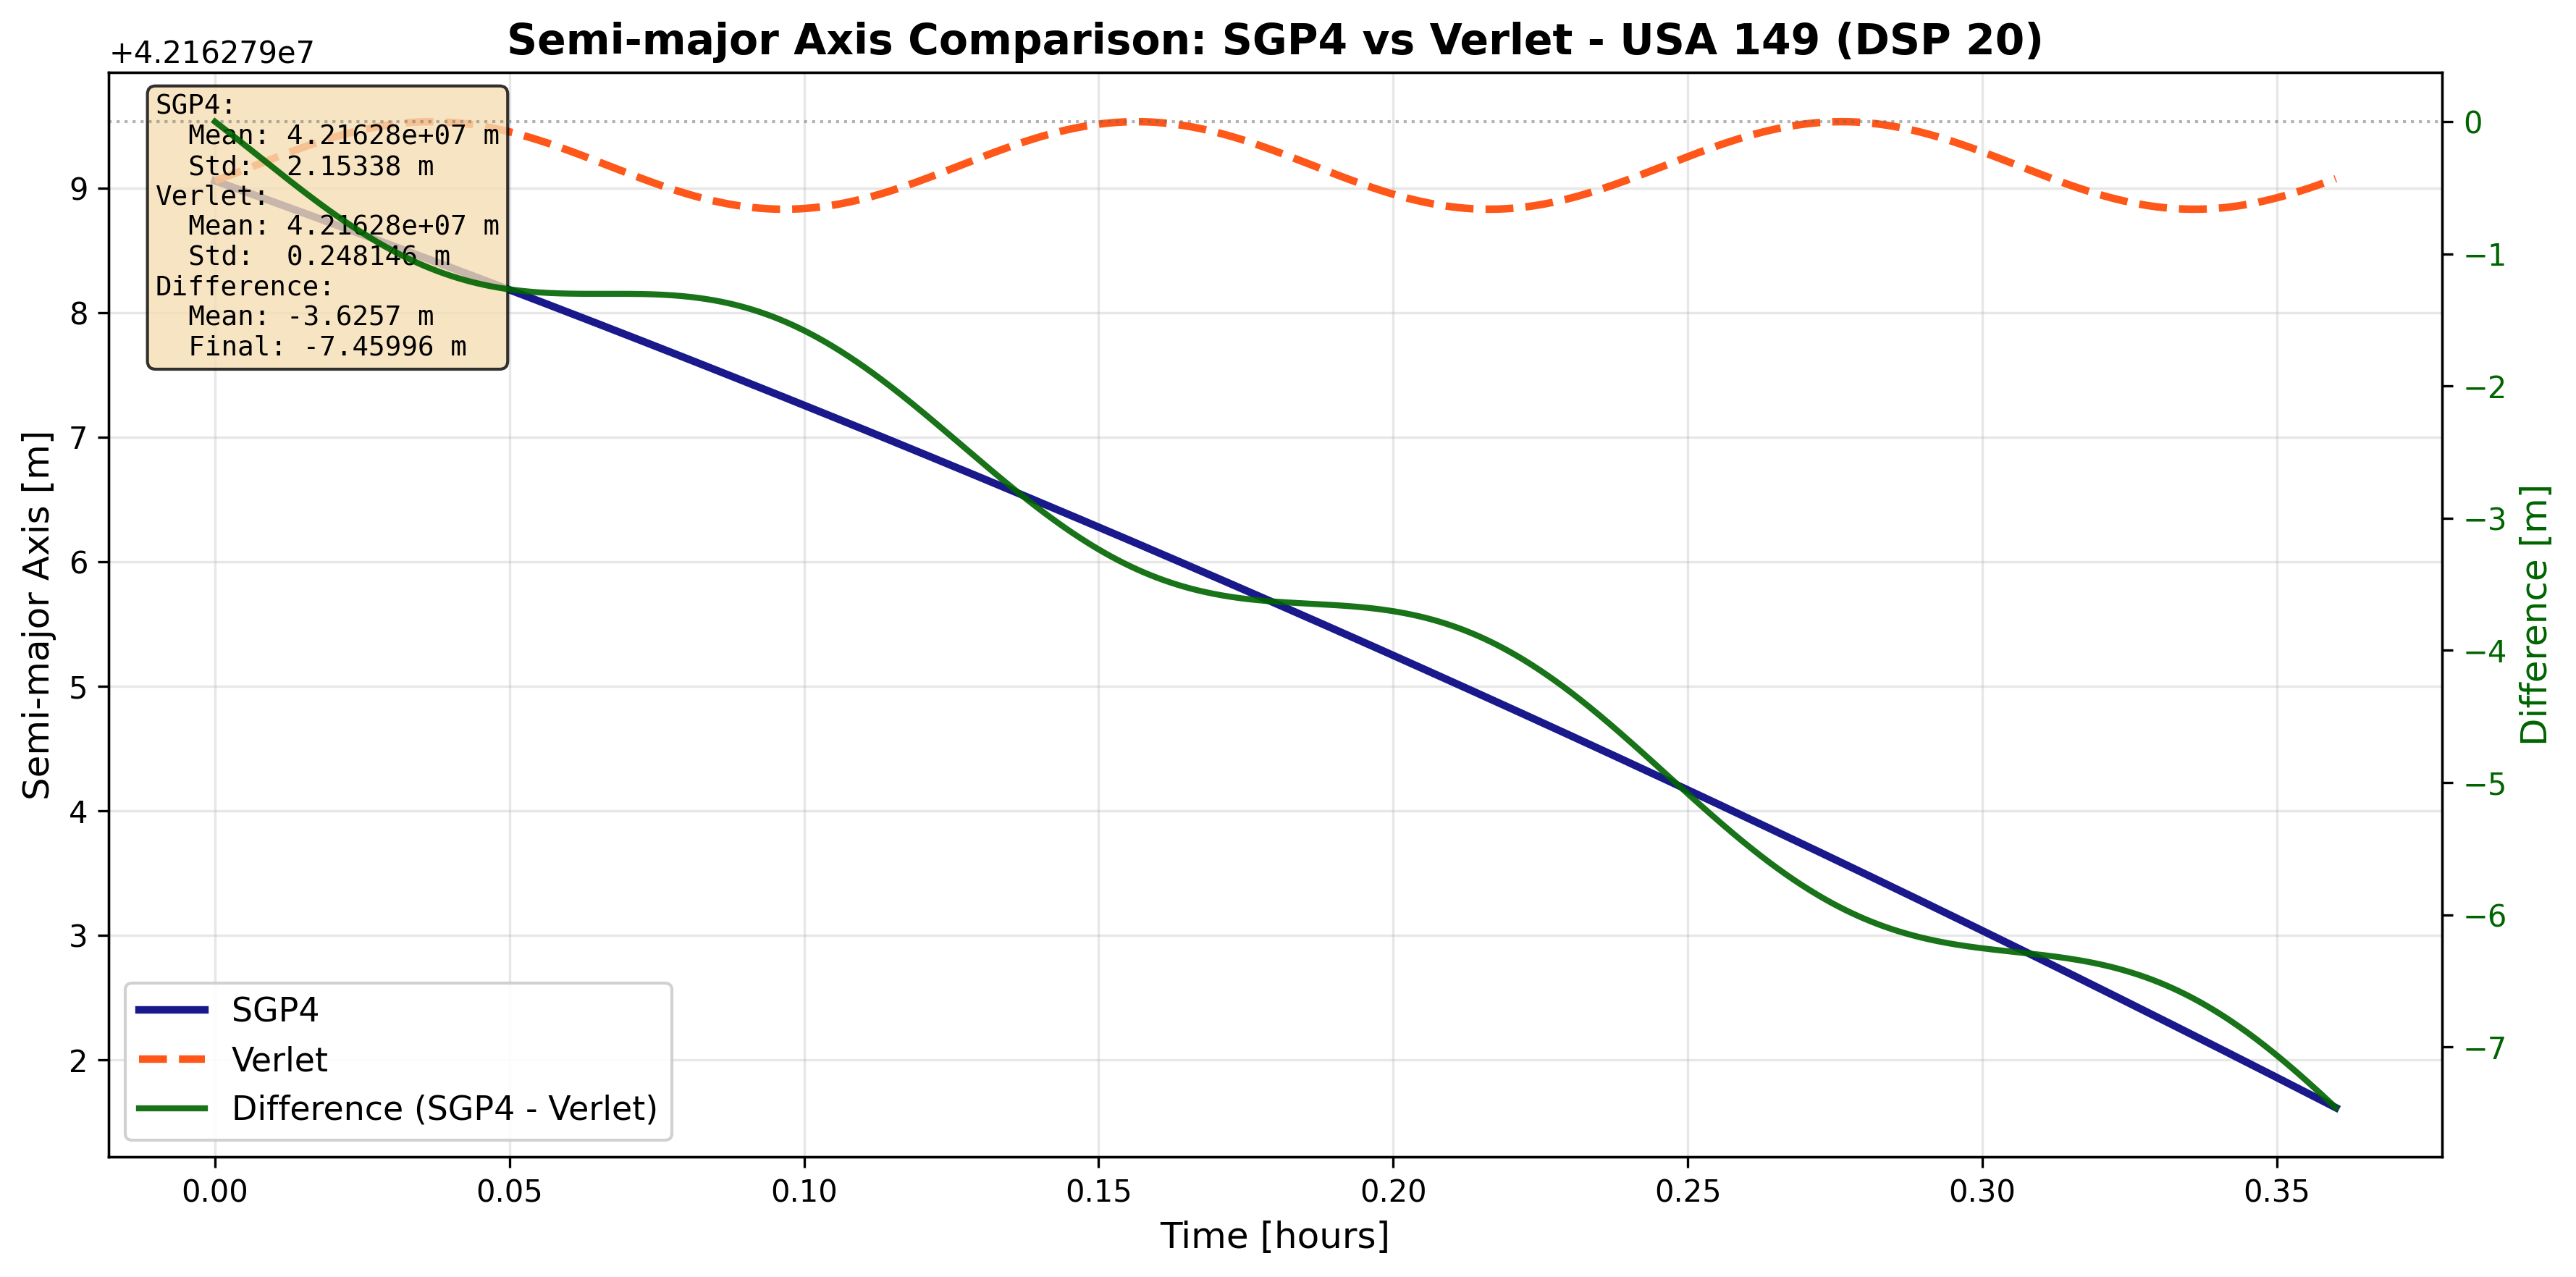 Semi-major Axis Comparison: SGP4 vs Verlet - USA 149 (DSP 20)
+4.216279e7
SGP4:
Mean: 4.21628e+07 m
Std: 2.15338 m
Verlet:
Mean: 4.21628e+07 m
Std: 0.248146 m
Difference:
Mean: -3.6257 m
Final: -7.45996 m
Semi-major Axis [m]
9
8
7
6
5
4
3
2
0
−1
−2
−3
−4
−5
−6
−7
Difference [m]
SGP4
Verlet
Difference (SGP4 - Verlet)
0.00 0.05 0.10 0.15 0.20 0.25 0.30 0.35
Time [hours]